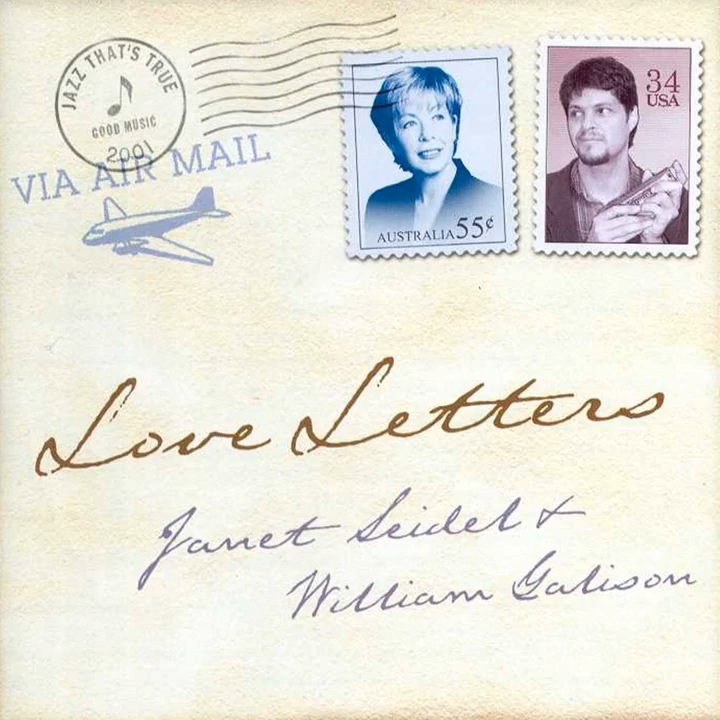 JAZZ THAT'S TRUE
GOOD MUSIC
2001
VIA AIR MAIL
AUSTRALIA 55¢
34
USA
Love Letters
Janet Seidel &
William Galison